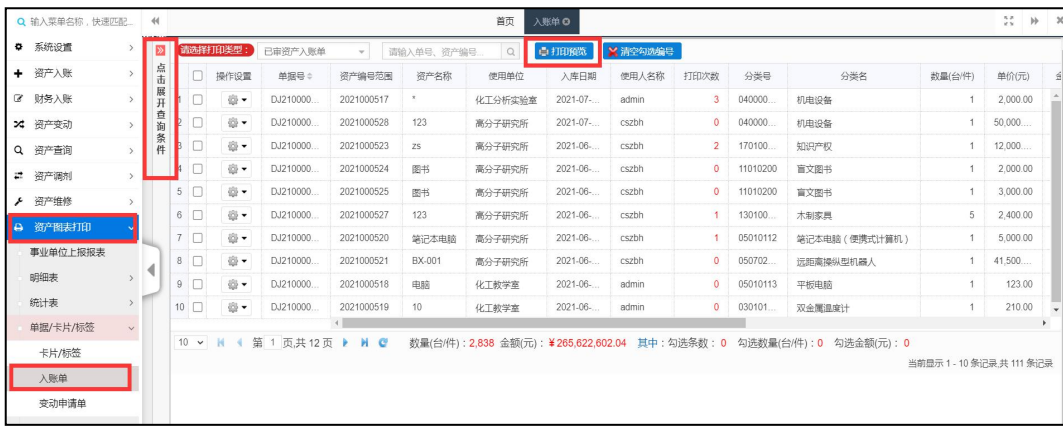 输入菜单名称，快速匹配... 首页 入账单
系统设置
资产入账
财务入账
资产变动
资产查询
资产调剂
资产维修
资产图表打印
事业单位上报报表
明细表
统计表
单据/卡片/标签
卡片/标签
入账单
变动申请单
点击展开查询条件
请选择打印类型： 已审资产入账单 请输入单号、资产编号... 打印预览 清空勾选编号
操作设置 单据号 资产编号范围 资产名称 使用单位 入库日期 使用人名称 打印次数 分类号 分类名 数量(台/件) 单价(元)
1 DJ210000... 2021000517 * 化工分析实验室 2021-07-... admin 3 040000... 机电设备 1 2,000.00
2 DJ210000... 2021000528 123 高分子研究所 2021-07-... cszbh 0 040000... 机电设备 1 50,000....
3 DJ210000... 2021000523 zs 高分子研究所 2021-06-... cszbh 2 170100... 知识产权 1 12,000....
4 DJ210000... 2021000524 图书 高分子研究所 2021-06-... cszbh 0 11010200 盲文图书 1 2,000.00
5 DJ210000... 2021000525 图书 高分子研究所 2021-06-... cszbh 0 11010200 盲文图书 1 3,000.00
6 DJ210000... 2021000527 123 高分子研究所 2021-06-... cszbh 1 130100... 木制家具 5 2,400.00
7 DJ210000... 2021000520 笔记本电脑 高分子研究所 2021-06-... cszbh 1 05010112 笔记本电脑（便携式计算机） 1 5,000.00
8 DJ210000... 2021000521 BX-001 高分子研究所 2021-06-... cszbh 0 050702... 远距离操纵型机器人 1 41,500....
9 DJ210000... 2021000518 电脑 化工教学室 2021-06-... admin 0 05010113 平板电脑 1 123.00
10 DJ210000... 2021000519 10 化工教学室 2021-06-... admin 0 030101... 双金属温度计 1 210.00
10 第 1 页,共 12 页 数量(台/件)：2,838 金额(元)：¥265,622,602.04 其中：勾选条数：0 勾选数量(台/件)：0 勾选金额(元)：0
当前显示 1 - 10 条记录,共 111 条记录